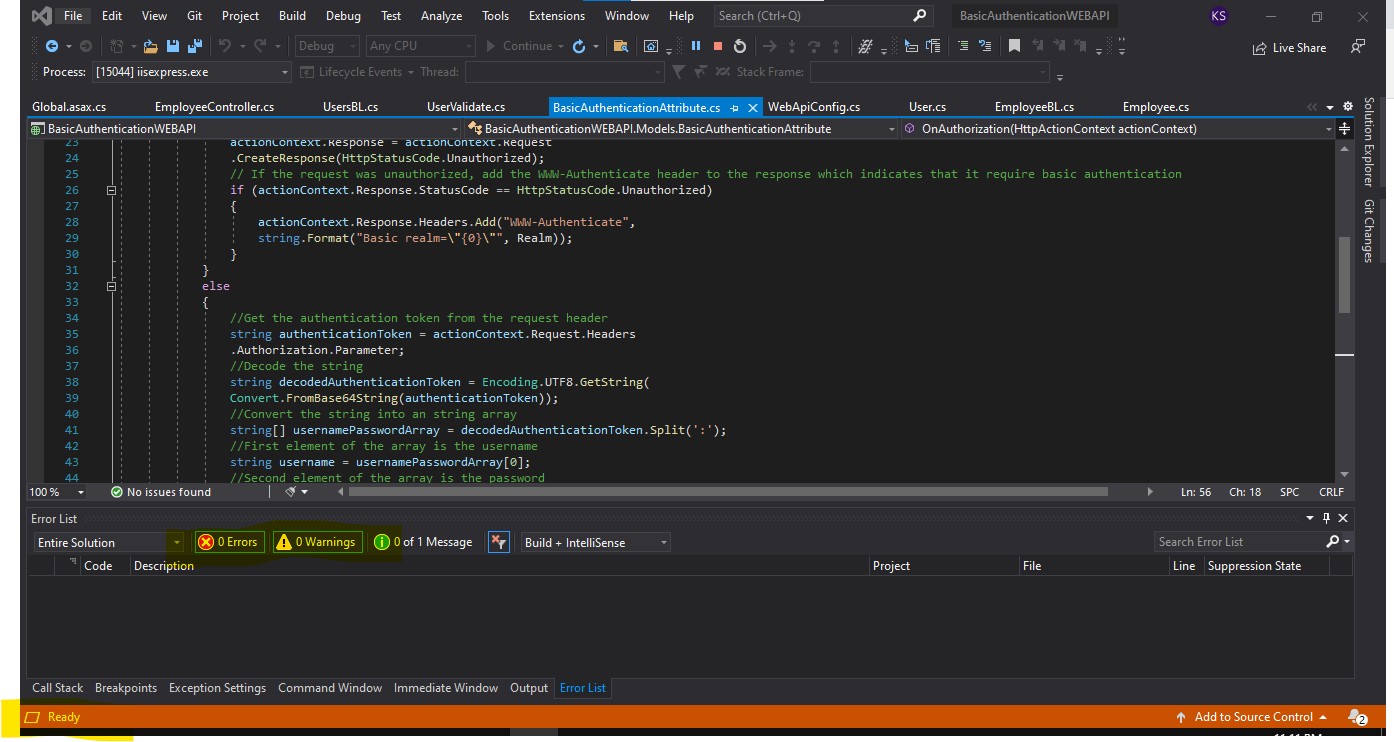 File Edit View Git Project Build Debug Test Analyze Tools Extensions Window Help Search (Ctrl+Q) BasicAuthenticationWEBAPI KS
Debug Any CPU Continue Live Share
Process: [15044] iisexpress.exe Lifecycle Events Thread: Stack Frame:
Global.asax.cs EmployeeController.cs UsersBL.cs UserValidate.cs BasicAuthenticationAttribute.cs WebApiConfig.cs User.cs EmployeeBL.cs Employee.cs
BasicAuthenticationWEBAPI BasicAuthenticationWEBAPI.Models.BasicAuthenticationAttribute OnAuthorization(HttpActionContext actionContext)
23 actionContext.Response = actionContext.Request
24 .CreateResponse(HttpStatusCode.Unauthorized);
25 // If the request was unauthorized, add the WWW-Authenticate header to the response which indicates that it require basic authentication
26 if (actionContext.Response.StatusCode == HttpStatusCode.Unauthorized)
27 {
28 actionContext.Response.Headers.Add("WWW-Authenticate",
29 string.Format("Basic realm=\"{0}\"", Realm));
30 }
31 }
32 else
33 {
34 //Get the authentication token from the request header
35 string authenticationToken = actionContext.Request.Headers
36 .Authorization.Parameter;
37 //Decode the string
38 string decodedAuthenticationToken = Encoding.UTF8.GetString(
39 Convert.FromBase64String(authenticationToken));
40 //Convert the string into an string array
41 string[] usernamePasswordArray = decodedAuthenticationToken.Split(':');
42 //First element of the array is the username
43 string username = usernamePasswordArray[0];
44 //Second element of the array is the password
100 % No issues found Ln: 56 Ch: 18 SPC CRLF
Solution Explorer
Git Changes
Error List
Entire Solution 0 Errors 0 Warnings 0 of 1 Message Build + IntelliSense Search Error List
Code Description Project File Line Suppression State
Call Stack Breakpoints Exception Settings Command Window Immediate Window Output Error List
Ready Add to Source Control 2